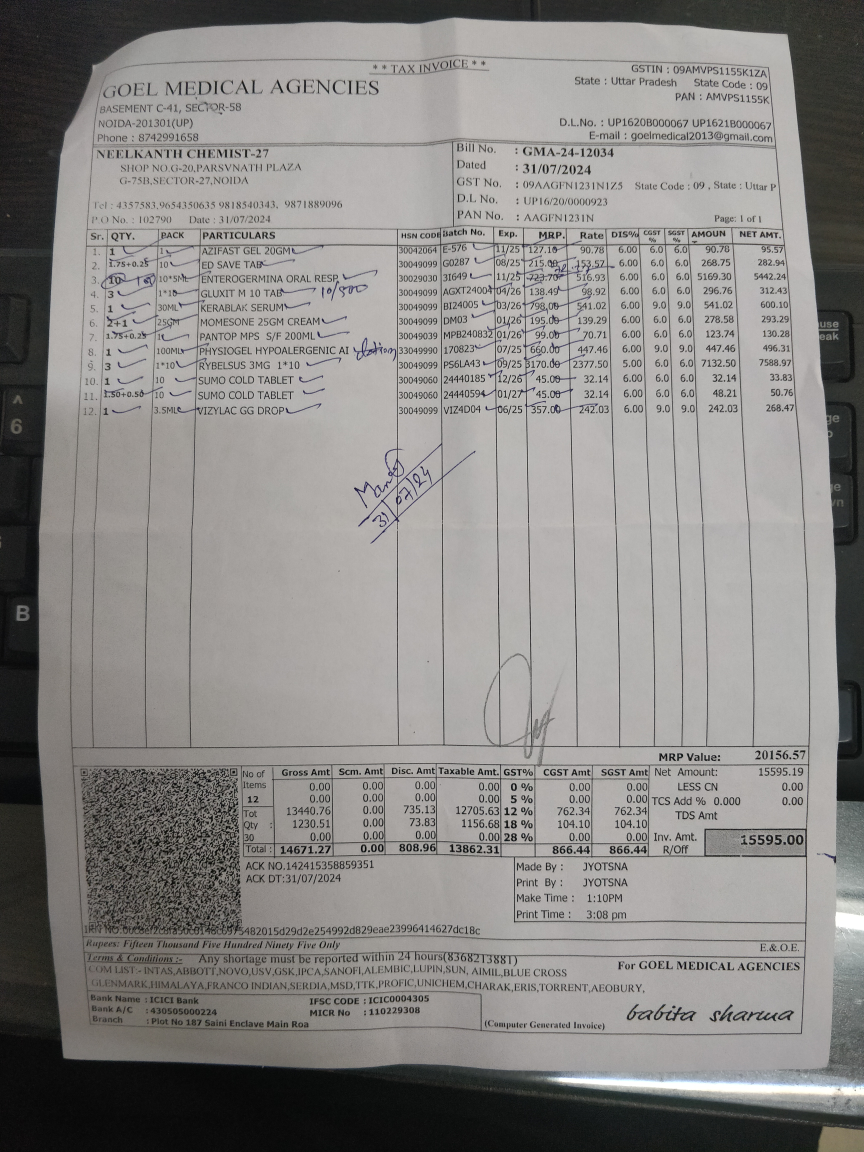 * * TAX INVOICE * *
GOEL MEDICAL AGENCIES
BASEMENT C-41, SECTOR-58
NOIDA-201301(UP)
Phone : 8742991658
GSTIN : 09AMVPS1155K1ZA
State : Uttar Pradesh State Code : 09
PAN : AMVPS1155K
D.L.No. : UP1620B000067 UP1621B000067
E-mail : goelmedical2013@gmail.com
NEELKANTH CHEMIST-27
SHOP NO.G-20,PARSVNATH PLAZA
G-75B,SECTOR-27,NOIDA
Tel : 4357583,9654350635 9818540343, 9871889096
P.O No. : 102790 Date : 31/07/2024
Bill No. : GMA-24-12034
Dated : 31/07/2024
GST No. : 09AAGFN1231N1Z5 State Code : 09 , State : Uttar P
D.L No. : UP16/20/0000923
PAN No. : AAGFN1231N Page: 1 of 1
Sr. QTY. PACK PARTICULARS HSN CODE Batch No. Exp. MRP. Rate DIS% CGST % SGST % AMOUN NET AMT.
1. 1 AZIFAST GEL 20GM 30042064 E-576 11/25 127.10 90.78 6.00 6.0 6.0 90.78 95.57
2. 1.75+0.25 10 ED SAVE TAB 30049099 G0287 08/25 215.00 153.57 6.00 6.0 6.0 268.75 282.94
3. 10 10*5ML ENTEROGERMINA ORAL RESP 30029030 3I649 11/25 723.70 516.93 6.00 6.0 6.0 5169.30 5442.24
4. 3 1*10 GLUXIT M 10 TAB 10/500 30049099 AGXT24004 04/26 138.49 98.92 6.00 6.0 6.0 296.76 312.43
5. 1 30ML KERABLAK SERUM 30049099 BI24005 03/26 798.00 541.02 6.00 9.0 9.0 541.02 600.10
6. 2+1 25GM MOMESONE 25GM CREAM 30049099 DM03 01/26 195.00 139.29 6.00 6.0 6.0 278.58 293.29
7. 1.75+0.25 PANTOP MPS S/F 200ML 30049039 MPB240832 01/26 99.00 70.71 6.00 6.0 6.0 123.74 130.28
8. 1 100ML PHYSIOGEL HYPOALLERGENIC AI lotion 33049990 170823 07/25 660.00 447.46 6.00 9.0 9.0 447.46 496.31
9. 3 1*10 RYBELSUS 3MG 1*10 30049099 PS6LA43 09/25 3170.00 2377.50 5.00 6.0 6.0 7132.50 7588.97
10. 1 10 SUMO COLD TABLET 30049060 24440185 12/26 45.00 32.14 6.00 6.0 6.0 32.14 33.83
11. 1.50+0.50 10 SUMO COLD TABLET 30049060 24440594 01/27 45.00 32.14 6.00 6.0 6.0 48.21 50.76
12. 1 3.5ML VIZYLAC GG DROP 30049099 VIZ4D04 06/25 357.00 242.03 6.00 9.0 9.0 242.03 268.47
31/07/24
MRP Value: 20156.57
No of Items 12 Tot Qty : 30
Gross Amt Scm. Amt Disc. Amt Taxable Amt. GST% CGST Amt SGST Amt
0.00 0.00 0.00 0.00 0 % 0.00 0.00
0.00 0.00 0.00 0.00 5 % 0.00 0.00
13440.76 0.00 735.13 12705.63 12 % 762.34 762.34
1230.51 0.00 73.83 1156.68 18 % 104.10 104.10
0.00 0.00 0.00 0.00 28 % 0.00 0.00
Total : 14671.27 0.00 808.96 13862.31 866.44 866.44
Net Amount: 15595.19
LESS CN 0.00
TCS Add % 0.000 0.00
TDS Amt
Inv. Amt. 15595.00
R/Off
ACK NO.142415358859351
ACK DT:31/07/2024
Made By : JYOTSNA
Print By : JYOTSNA
Make Time : 1:10PM
Print Time : 3:08 pm
Rupees: Fifteen Thousand Five Hundred Ninety Five Only
E.&.O.E.
Terms & Conditions :- Any shortage must be reported within 24 hours(8368213881)
COM LIST:- INTAS,ABBOTT,NOVO,USV,GSK,IPCA,SANOFI,ALEMBIC,LUPIN,SUN, AIMIL,BLUE CROSS
GLENMARK,HIMALAYA,FRANCO INDIAN,SERDIA,MSD,TTK,PROFIC,UNICHEM,CHARAK,ERIS,TORRENT,AEOBURY,
For GOEL MEDICAL AGENCIES
Bank Name : ICICI Bank IFSC CODE : ICIC0004305
Bank A/C : 430505000224 MICR No : 110229308
Branch : Plot No 187 Saini Enclave Main Roa
(Computer Generated Invoice)
babita sharma